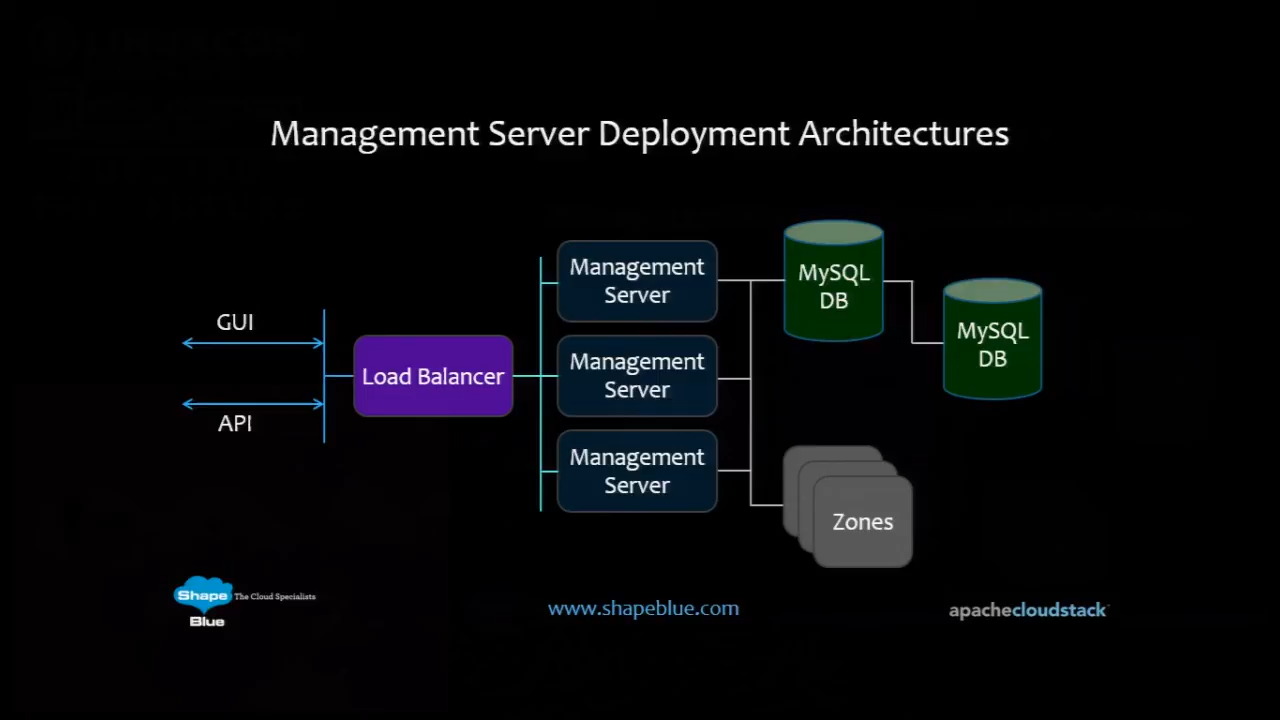 Management Server Deployment Architectures
GUI
API
Load Balancer
Management
Server
Management
Server
Management
Server
MySQL
DB
MySQL
DB
Zones
Shape
Blue
The Cloud Specialists
www.shapeblue.com
apachecloudstack